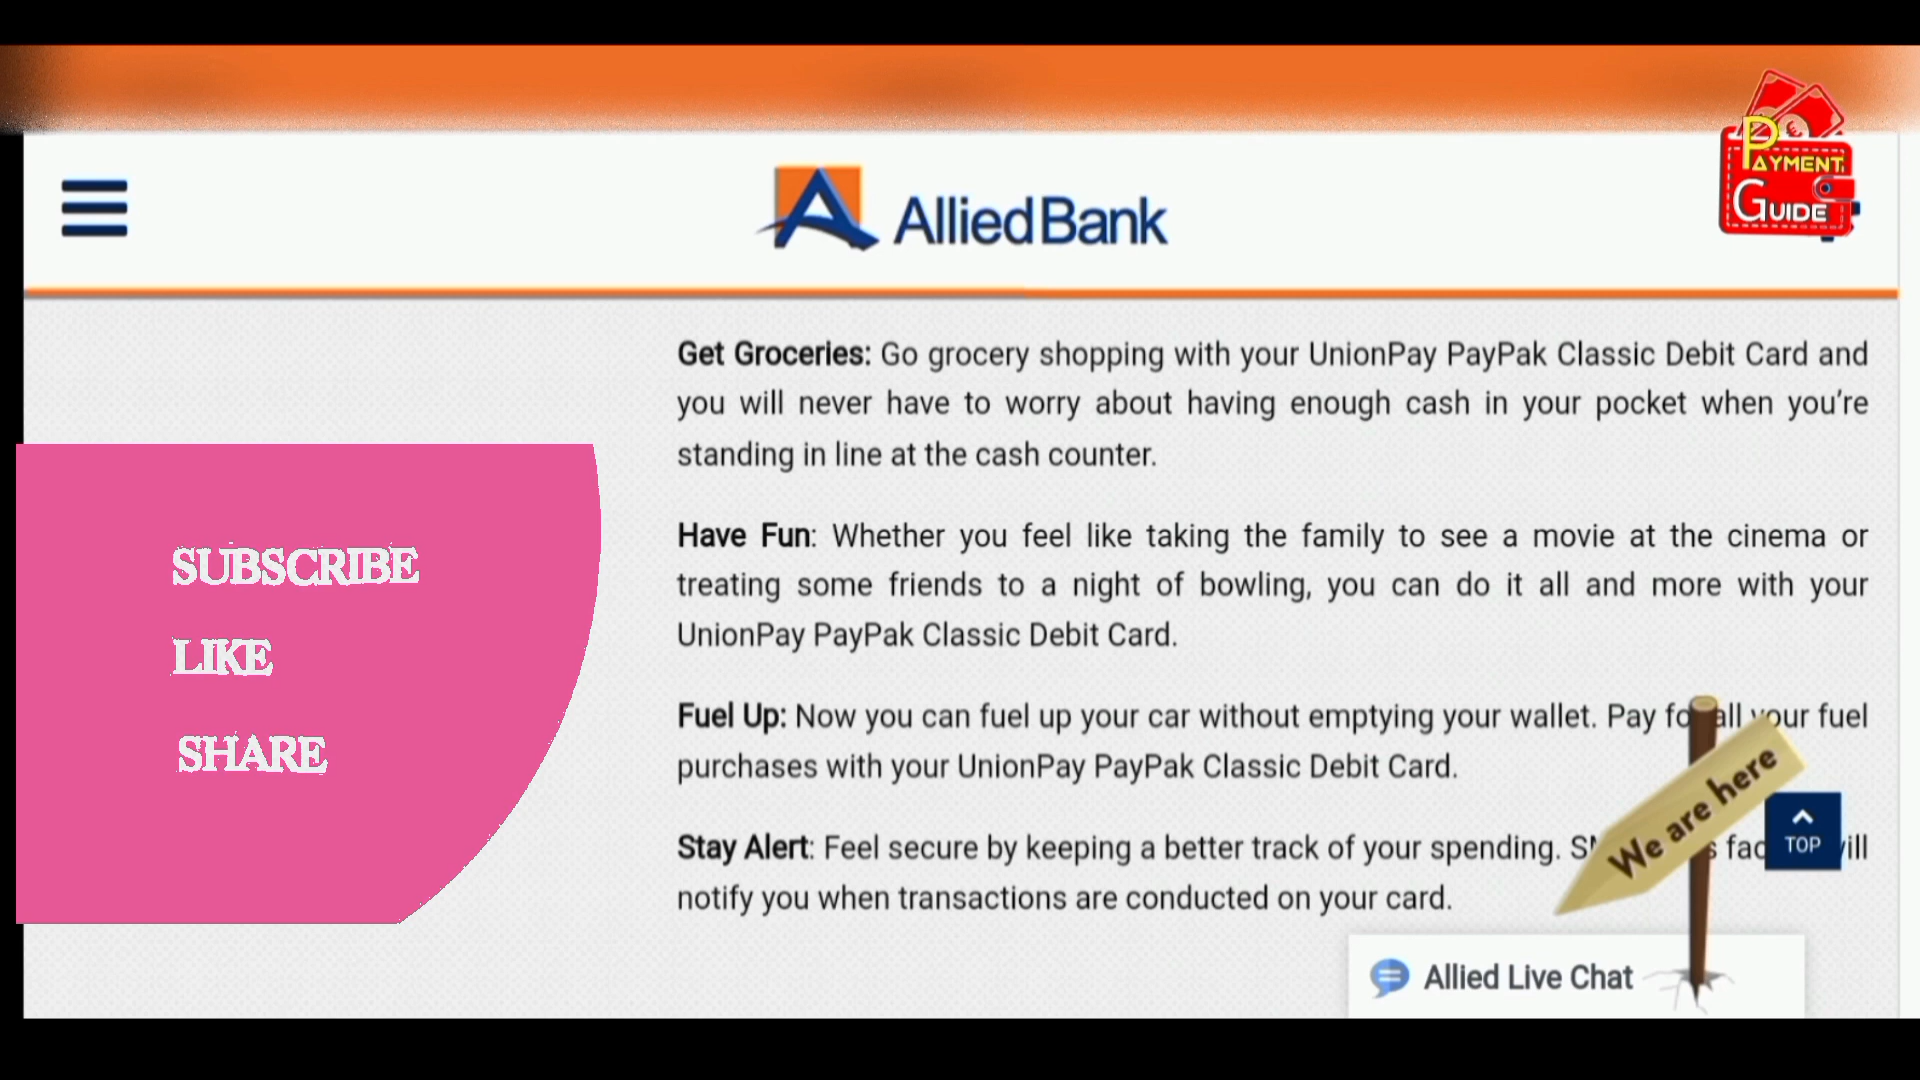 PAYMENT
GUIDE
Allied Bank
Get Groceries: Go grocery shopping with your UnionPay PayPak Classic Debit Card and
you will never have to worry about having enough cash in your pocket when you’re
standing in line at the cash counter.
SUBSCRIBE
LIKE
SHARE
Have Fun: Whether you feel like taking the family to see a movie at the cinema or
treating some friends to a night of bowling, you can do it all and more with your
UnionPay PayPak Classic Debit Card.
Fuel Up: Now you can fuel up your car without emptying your wallet. Pay for all your fuel
purchases with your UnionPay PayPak Classic Debit Card.
We are here
TOP
Stay Alert: Feel secure by keeping a better track of your spending.
notify you when transactions are conducted on your card.
Allied Live Chat